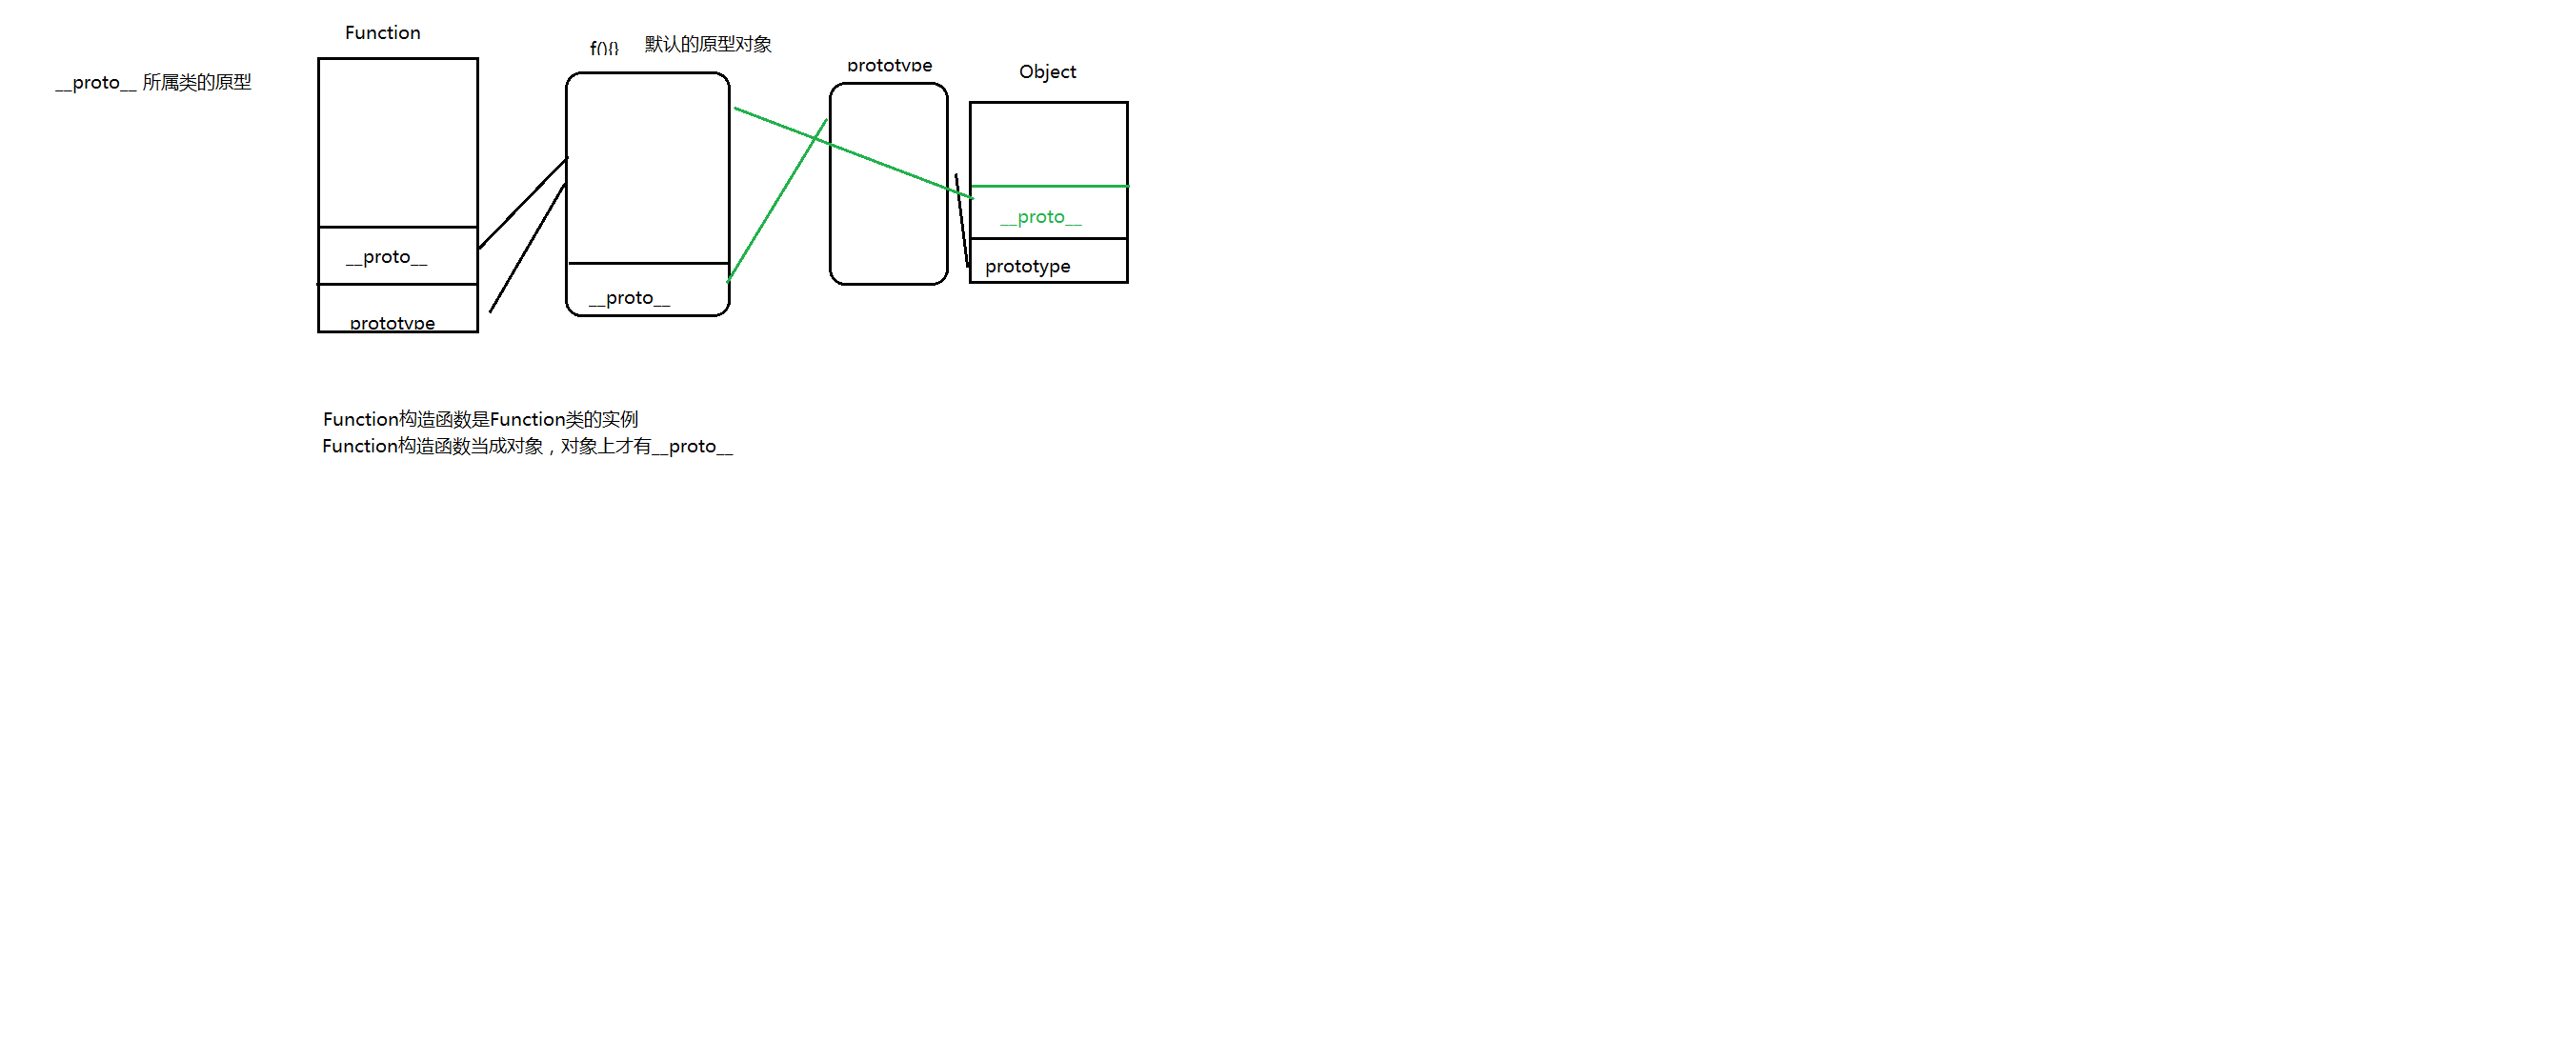 Function
f(){} 默认的原型对象
prototype
Object
__proto__ 所属类的原型
__proto__
prototype
__proto__
__proto__
prototype
Function构造函数是Function类的实例
Function构造函数当成对象，对象上才有__proto__